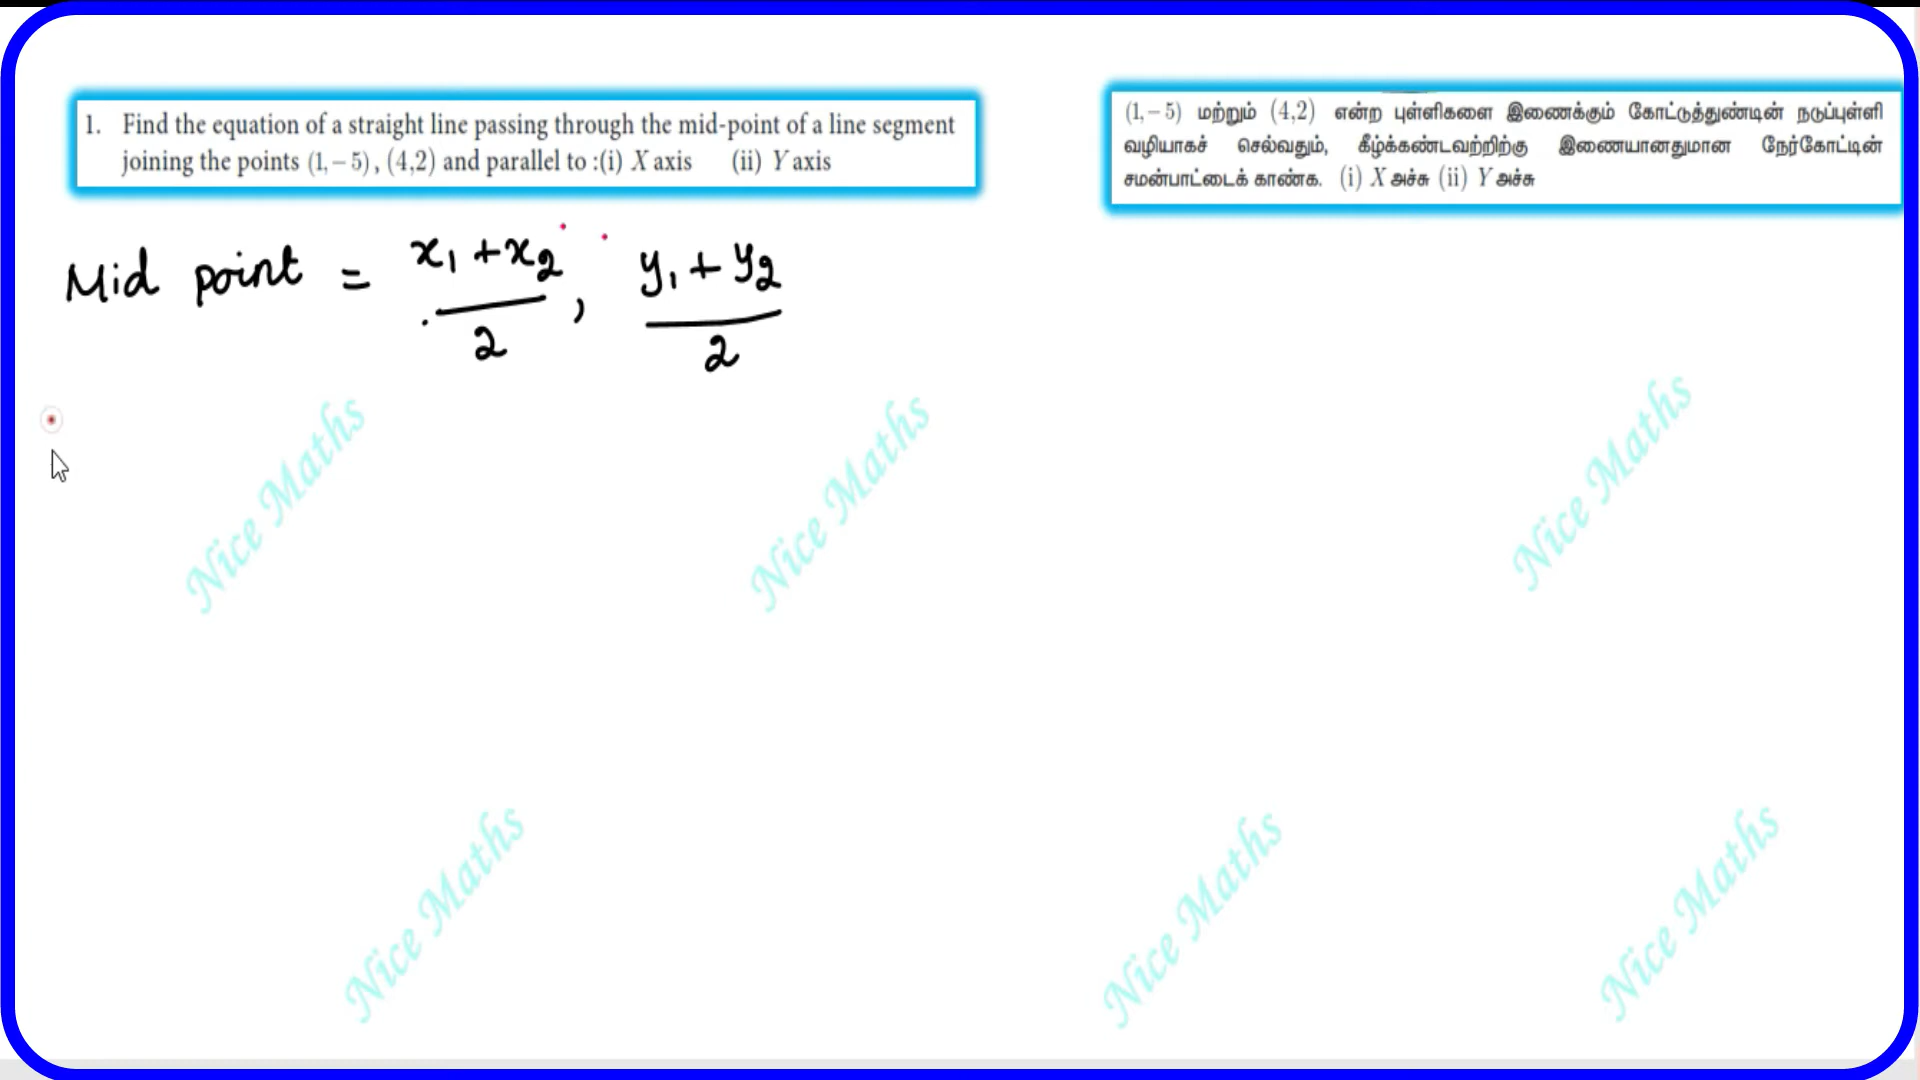 1. Find the equation of a straight line passing through the mid-point of a line segment
joining the points (1,−5), (4,2) and parallel to :(i) X axis (ii) Y axis
(1,−5) மற்றும் (4,2) என்ற புள்ளிகளை இணைக்கும் கோட்டுத்துண்டின் நடுப்புள்ளி
வழியாகச் செல்வதும், கீழ்க்கண்டவற்றிற்கு இணையானதுமான நேர்கோட்டின்
சமன்பாட்டைக் காண்க. (i) X அச்சு (ii) Y அச்சு
Mid point = x₁ + x₂ / 2 , y₁ + y₂ / 2
Nice Maths
Nice Maths
Nice Maths
Nice Maths
Nice Maths
Nice Maths